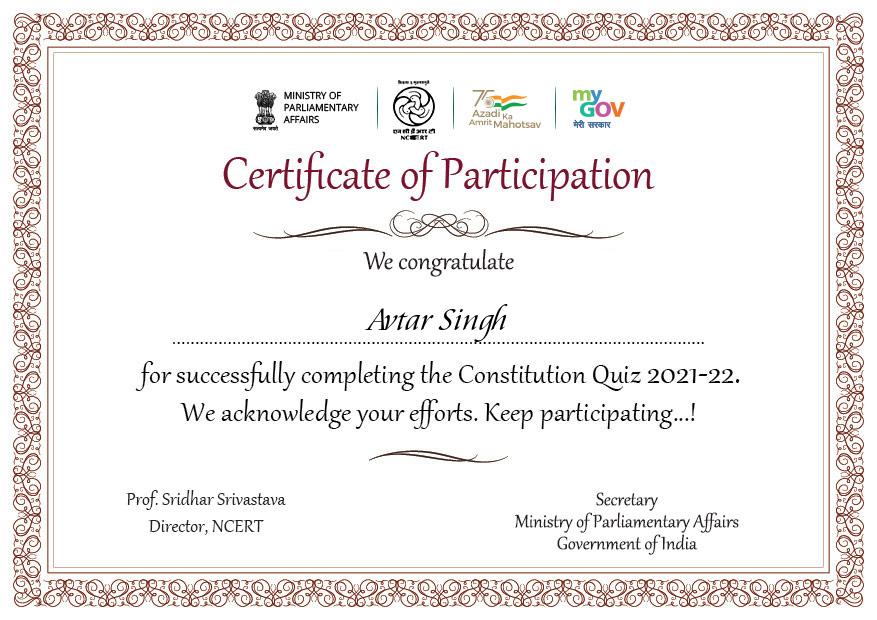 MINISTRY OF
PARLIAMENTARY
AFFAIRS
सत्यमेव जयते
एन सी ई आर टी
NCERT
75
Azadi Ka
Amrit Mahotsav
my
GOV
मेरी सरकार
Certificate of Participation
We congratulate
Avtar Singh
for successfully completing the Constitution Quiz 2021-22.
We acknowledge your efforts. Keep participating...!
Prof. Sridhar Srivastava
Director, NCERT
Secretary
Ministry of Parliamentary Affairs
Government of India